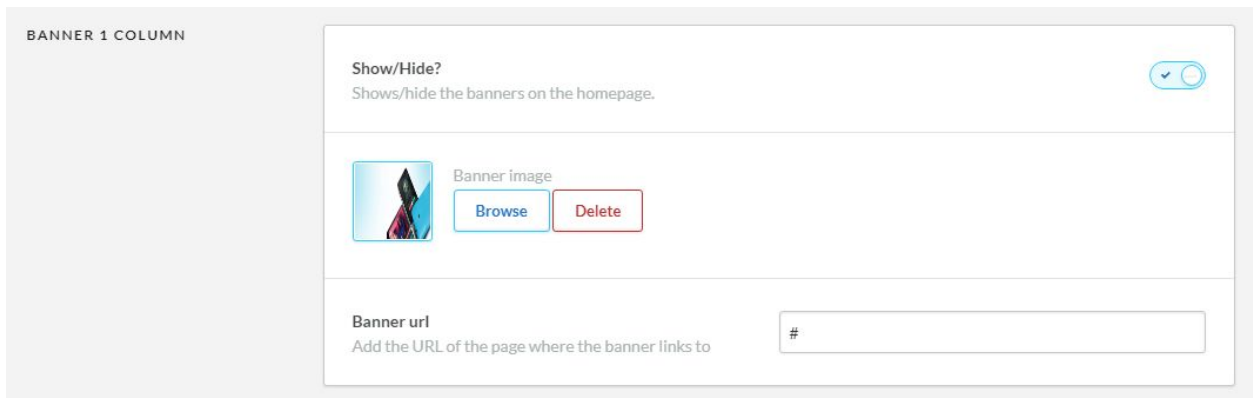 BANNER 1 COLUMN
Show/Hide?
Shows/hide the banners on the homepage.
Banner image
Browse
Delete
Banner url
Add the URL of the page where the banner links to
#